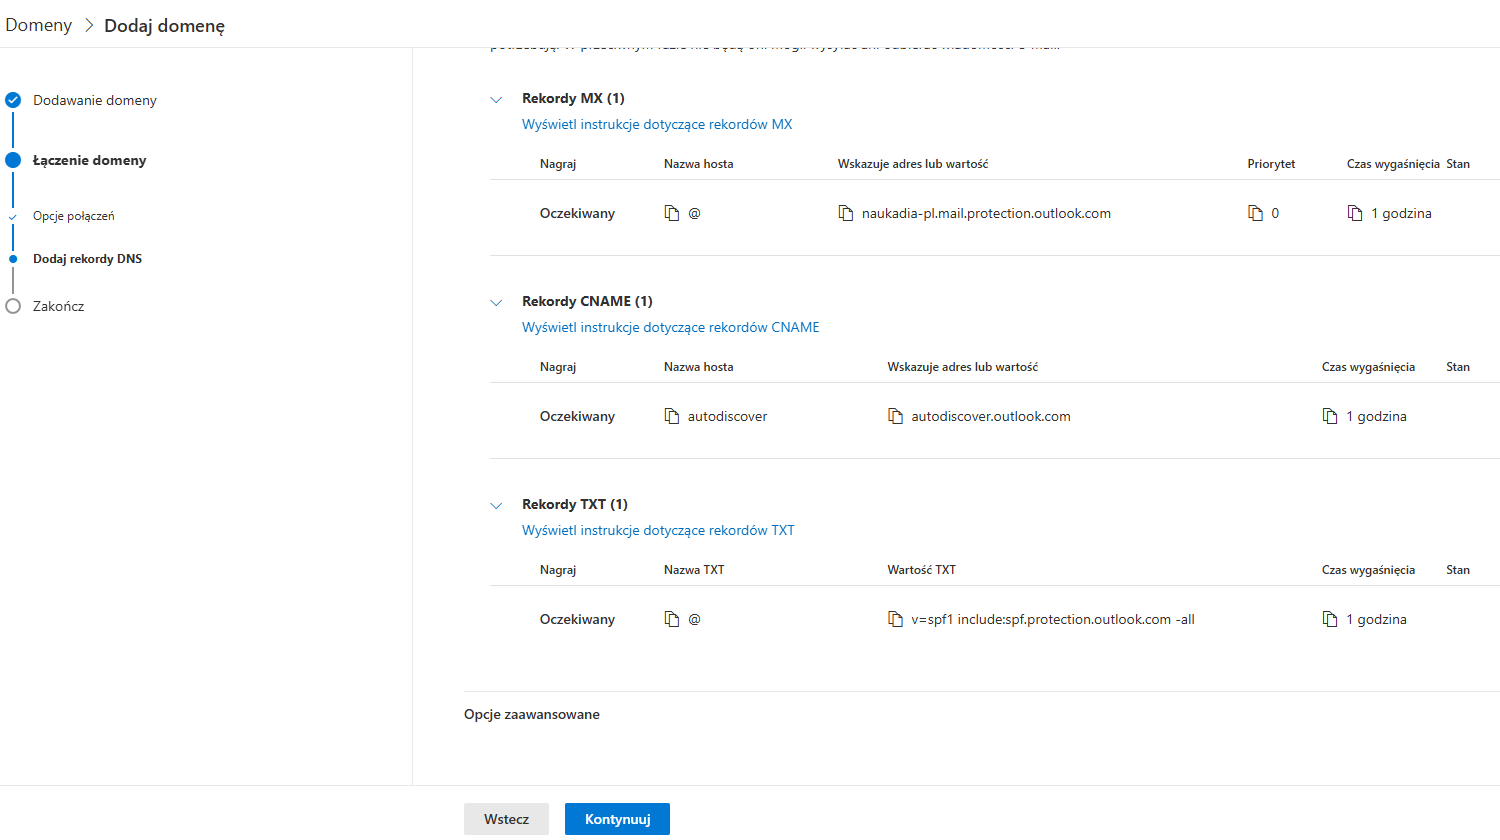 Domeny > Dodaj domenę
Dodawanie domeny
Łączenie domeny
Opcje połączeń
Dodaj rekordy DNS
Zakończ
Rekordy MX (1)
Wyświetl instrukcje dotyczące rekordów MX
Nagraj Nazwa hosta Wskazuje adres lub wartość Priorytet Czas wygaśnięcia Stan
Oczekiwany @ naukadia-pl.mail.protection.outlook.com 0 1 godzina
Rekordy CNAME (1)
Wyświetl instrukcje dotyczące rekordów CNAME
Nagraj Nazwa hosta Wskazuje adres lub wartość Czas wygaśnięcia Stan
Oczekiwany autodiscover autodiscover.outlook.com 1 godzina
Rekordy TXT (1)
Wyświetl instrukcje dotyczące rekordów TXT
Nagraj Nazwa TXT Wartość TXT Czas wygaśnięcia Stan
Oczekiwany @ v=spf1 include:spf.protection.outlook.com -all 1 godzina
Opcje zaawansowane
Wstecz Kontynuuj